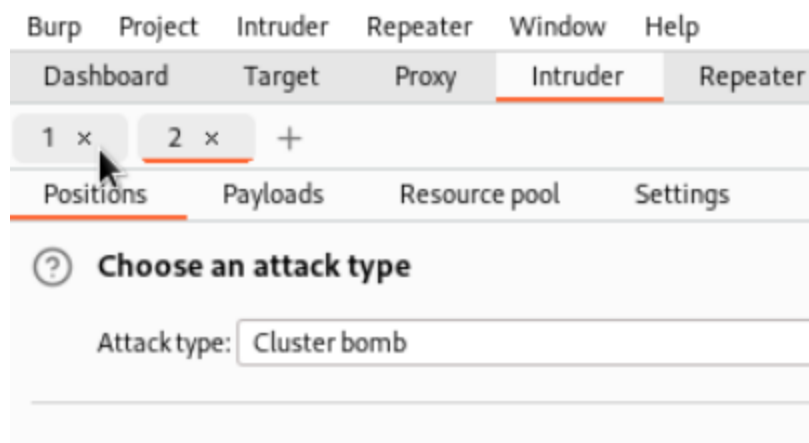 Burp Project Intruder Repeater Window Help
Dashboard Target Proxy Intruder Repeater
1 × 2 × +
Positions Payloads Resource pool Settings
? Choose an attack type
Attack type: Cluster bomb